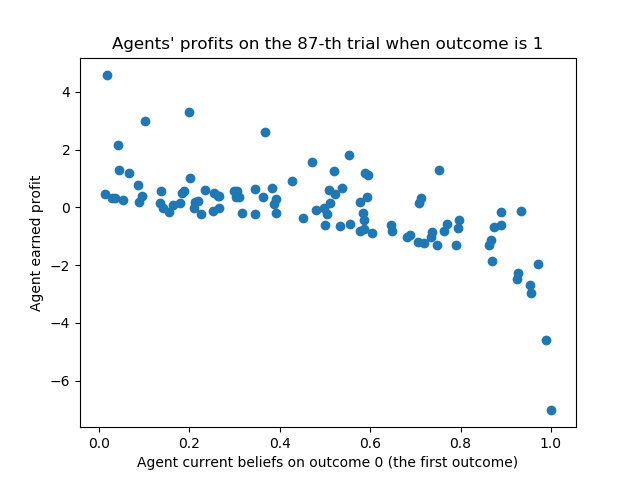 Agents' profits on the 87-th trial when outcome is 1
Agent earned profit
4
2
0
−2
−4
−6
0.0 0.2 0.4 0.6 0.8 1.0
Agent current beliefs on outcome 0 (the first outcome)